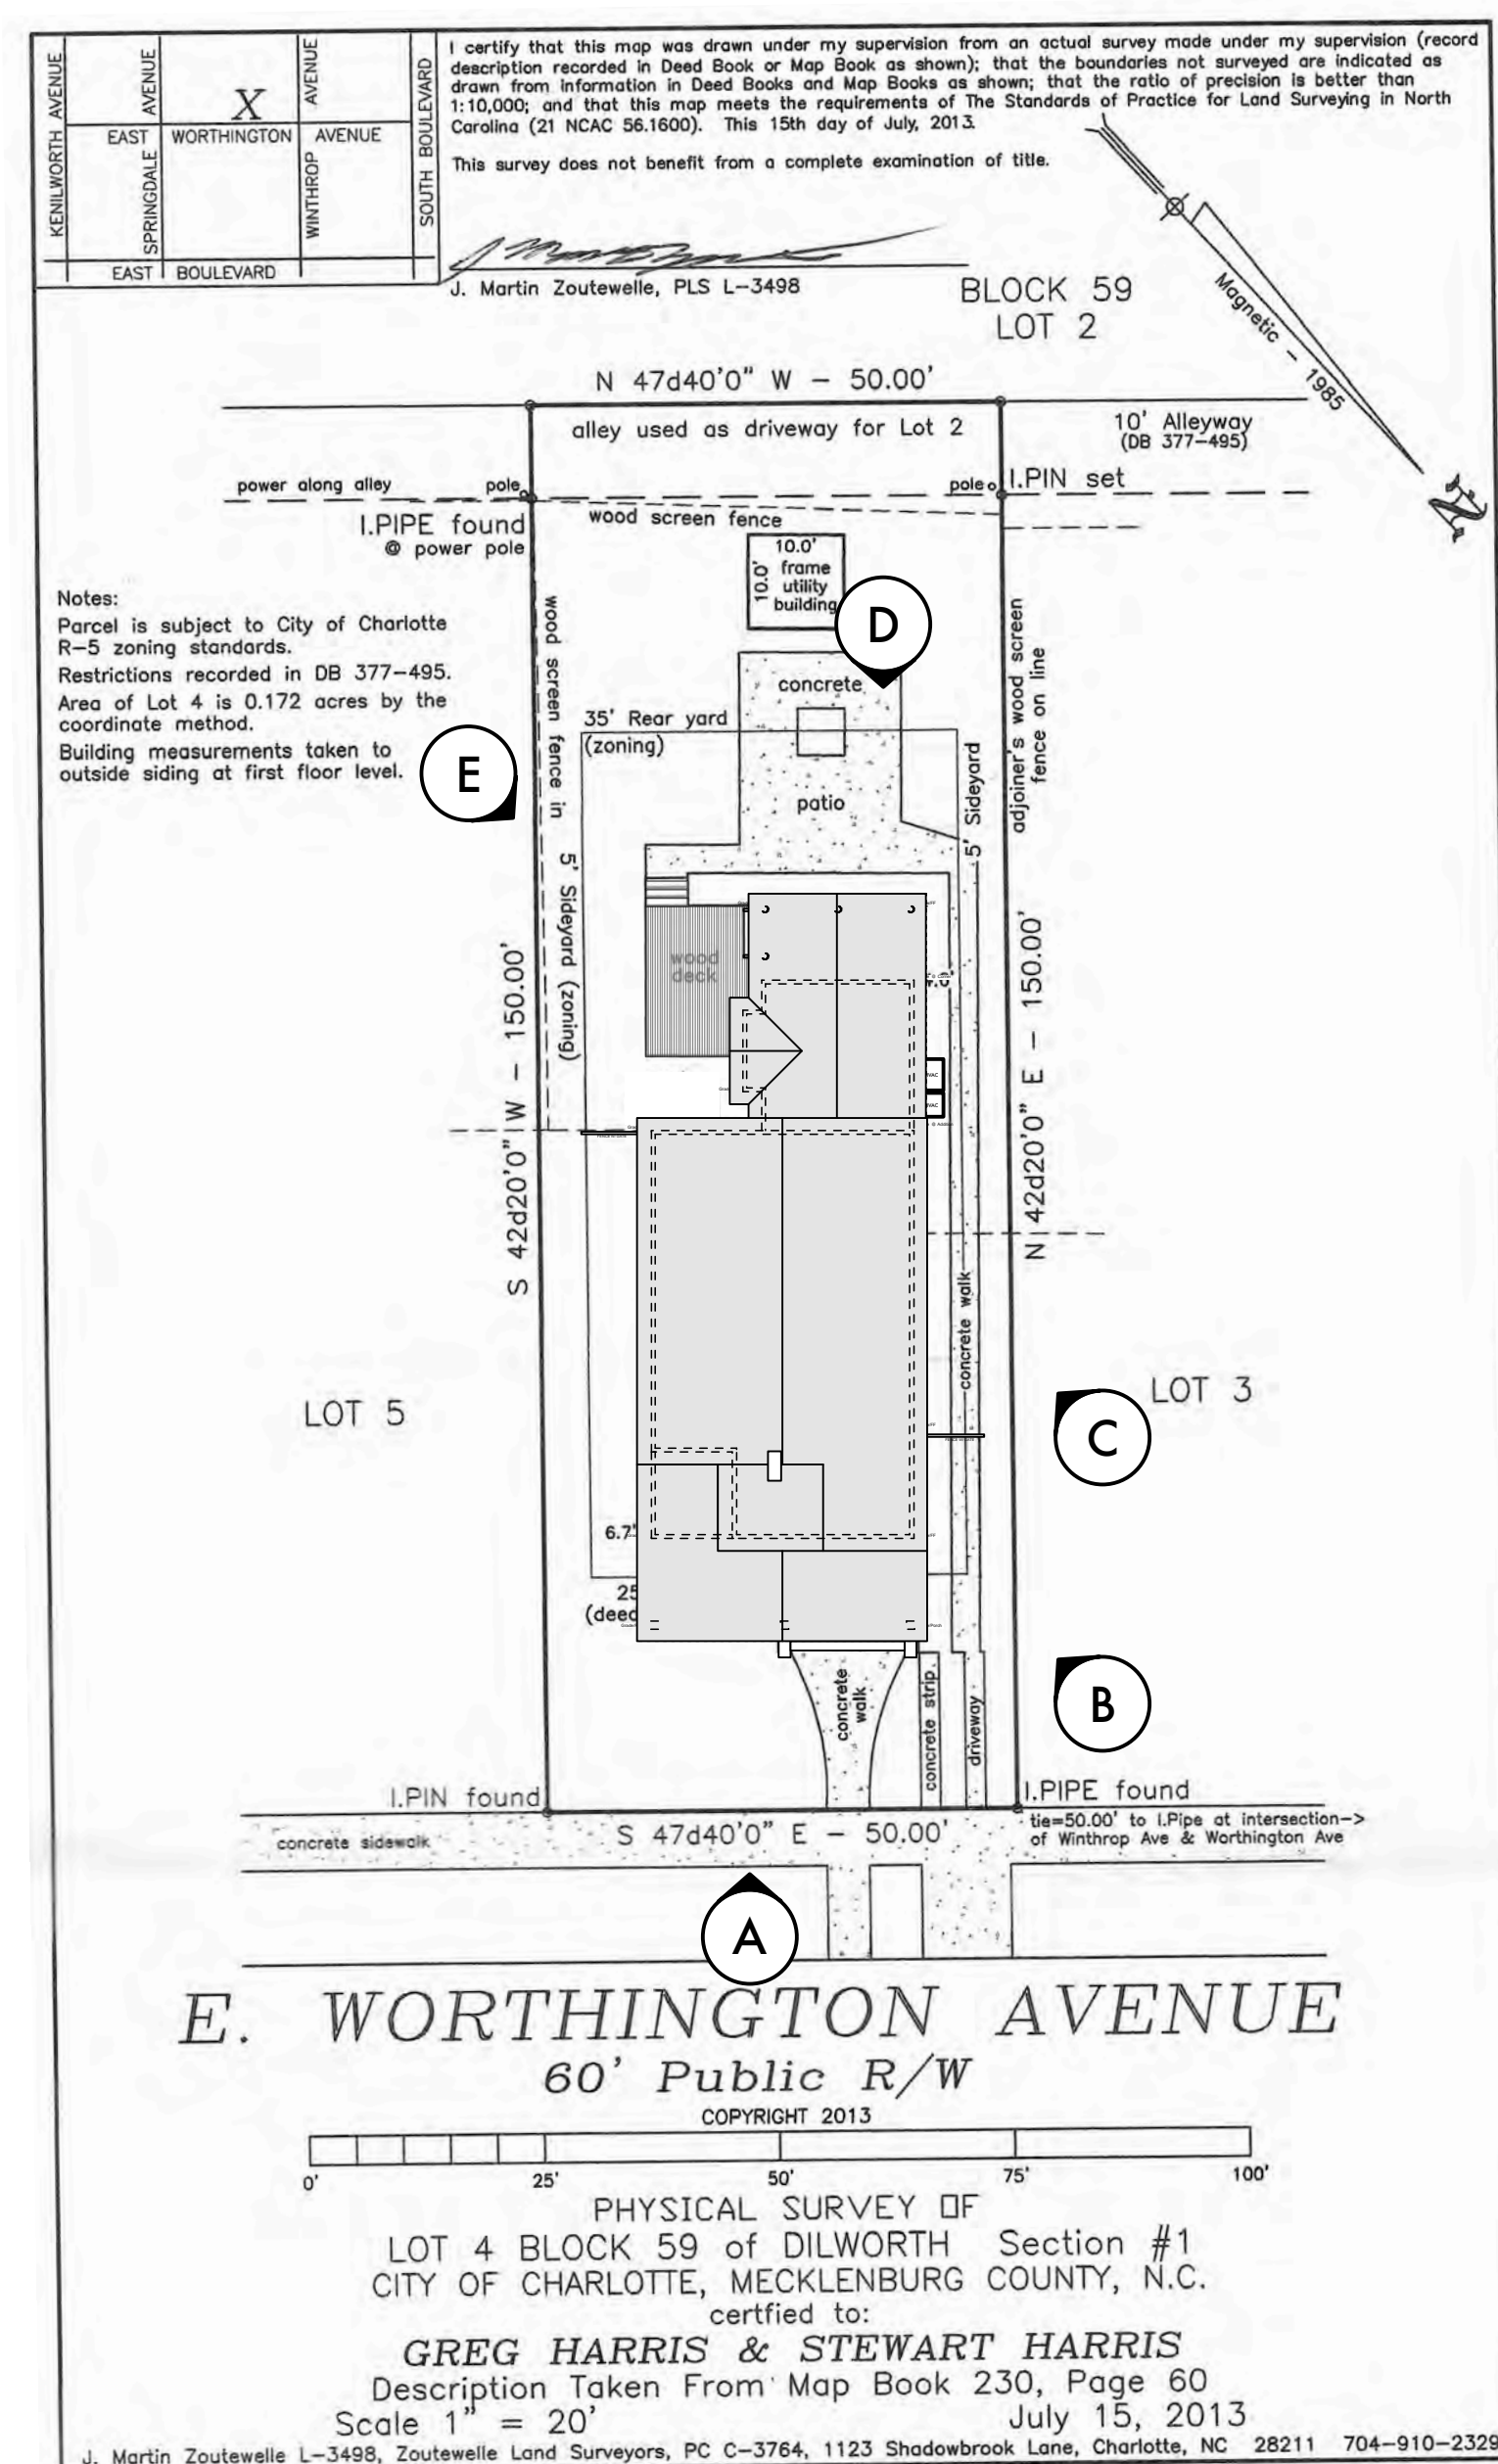 KENILWORTH AVENUE
SPRINGDALE AVENUE
X
WINTHROP AVENUE
SOUTH BOULEVARD
EAST WORTHINGTON AVENUE
EAST BOULEVARD
I certify that this map was drawn under my supervision from an actual survey made under my supervision (record
description recorded in Deed Book or Map Book as shown); that the boundaries not surveyed are indicated as
drawn from information in Deed Books and Map Books as shown; that the ratio of precision is better than
1:10,000; and that this map meets the requirements of The Standards of Practice for Land Surveying in North
Carolina (21 NCAC 56.1600). This 15th day of July, 2013.
This survey does not benefit from a complete examination of title.
J. Martin Zoutewelle, PLS L-3498
BLOCK 59
LOT 2
Magnetic - 1985
N
N 47d40'0" W - 50.00'
alley used as driveway for Lot 2
10' Alleyway
(DB 377-495)
power along alley
pole
pole
I.PIN set
I.PIPE found
@ power pole
wood screen fence
10.0'
10.0'
frame
utility
building
D
Notes:
Parcel is subject to City of Charlotte
R-5 zoning standards.
Restrictions recorded in DB 377-495.
Area of Lot 4 is 0.172 acres by the
coordinate method.
Building measurements taken to
outside siding at first floor level.
E
wood screen fence in
adjoiner's wood screen
fence on line
concrete
35' Rear yard
(zoning)
patio
5' Sideyard
5' Sideyard (zoning)
wood
deck
HVAC
HVAC
S 42d20'0" W - 150.00'
N 42d20'0" E - 150.00'
concrete walk
LOT 5
LOT 3
C
6.7'
25
(deed
B
concrete
walk
concrete strip
driveway
I.PIN found
I.PIPE found
concrete sidewalk
S 47d40'0" E - 50.00'
tie=50.00' to I.Pipe at intersection->
of Winthrop Ave & Worthington Ave
A
E. WORTHINGTON AVENUE
60' Public R/W
COPYRIGHT 2013
0' 25' 50' 75' 100'
PHYSICAL SURVEY OF
LOT 4 BLOCK 59 of DILWORTH Section #1
CITY OF CHARLOTTE, MECKLENBURG COUNTY, N.C.
certfied to:
GREG HARRIS & STEWART HARRIS
Description Taken From Map Book 230, Page 60
Scale 1" = 20' July 15, 2013
J. Martin Zoutewelle L-3498, Zoutewelle Land Surveyors, PC C-3764, 1123 Shadowbrook Lane, Charlotte, NC 28211 704-910-2329